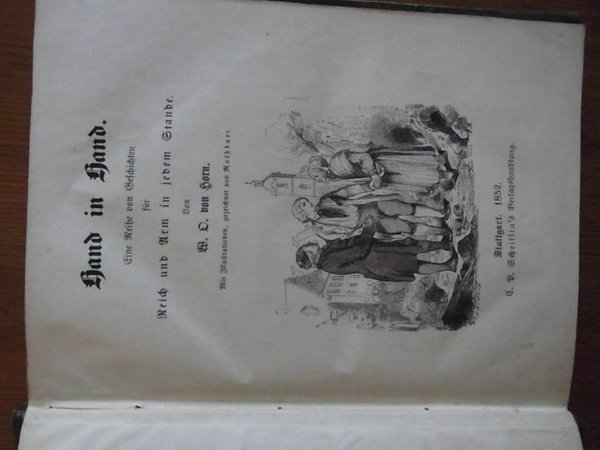 Hand in Hand.
Eine Reihe von Geschichten
für
Reich und Arm in jedem Stande.
Von
W. O. von Horn.
Mit Illustrationen, gezeichnet von Rothbart.
Stuttgart. 1852.
C. P. Scheitlin's Verlagshandlung.